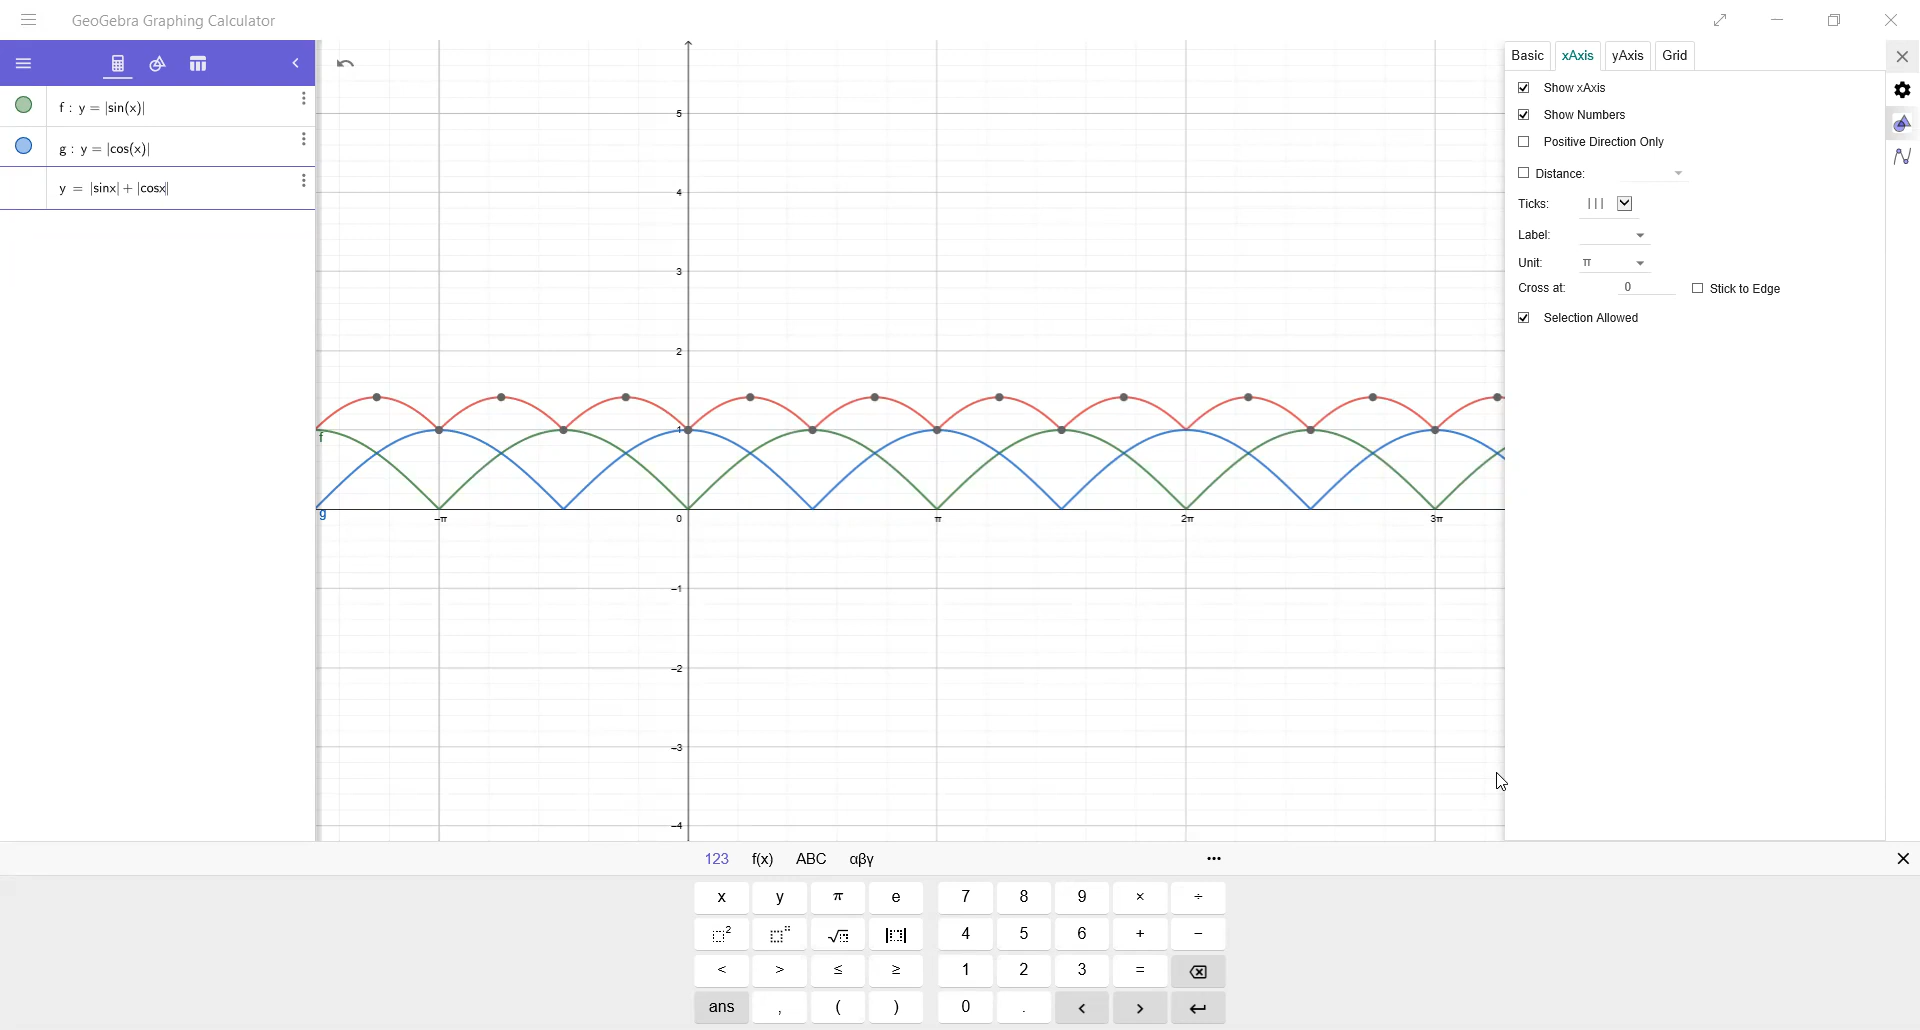 GeoGebra Graphing Calculator
f : y = |sin(x)|
g : y = |cos(x)|
y = |sinx| + |cosx|
5
4
3
2
1
f
g
−π
0
π
2π
3π
−1
−2
−3
−4
Basic xAxis yAxis Grid
Show xAxis
Show Numbers
Positive Direction Only
Distance:
Ticks: | | |
Label:
Unit: π
Cross at: 0 Stick to Edge
Selection Allowed
123 f(x) ABC αβγ ...
x y π e 7 8 9 × ÷
2 √ 4 5 6 + −
< > ≤ ≥ 1 2 3 =
ans , ( ) 0 . < >